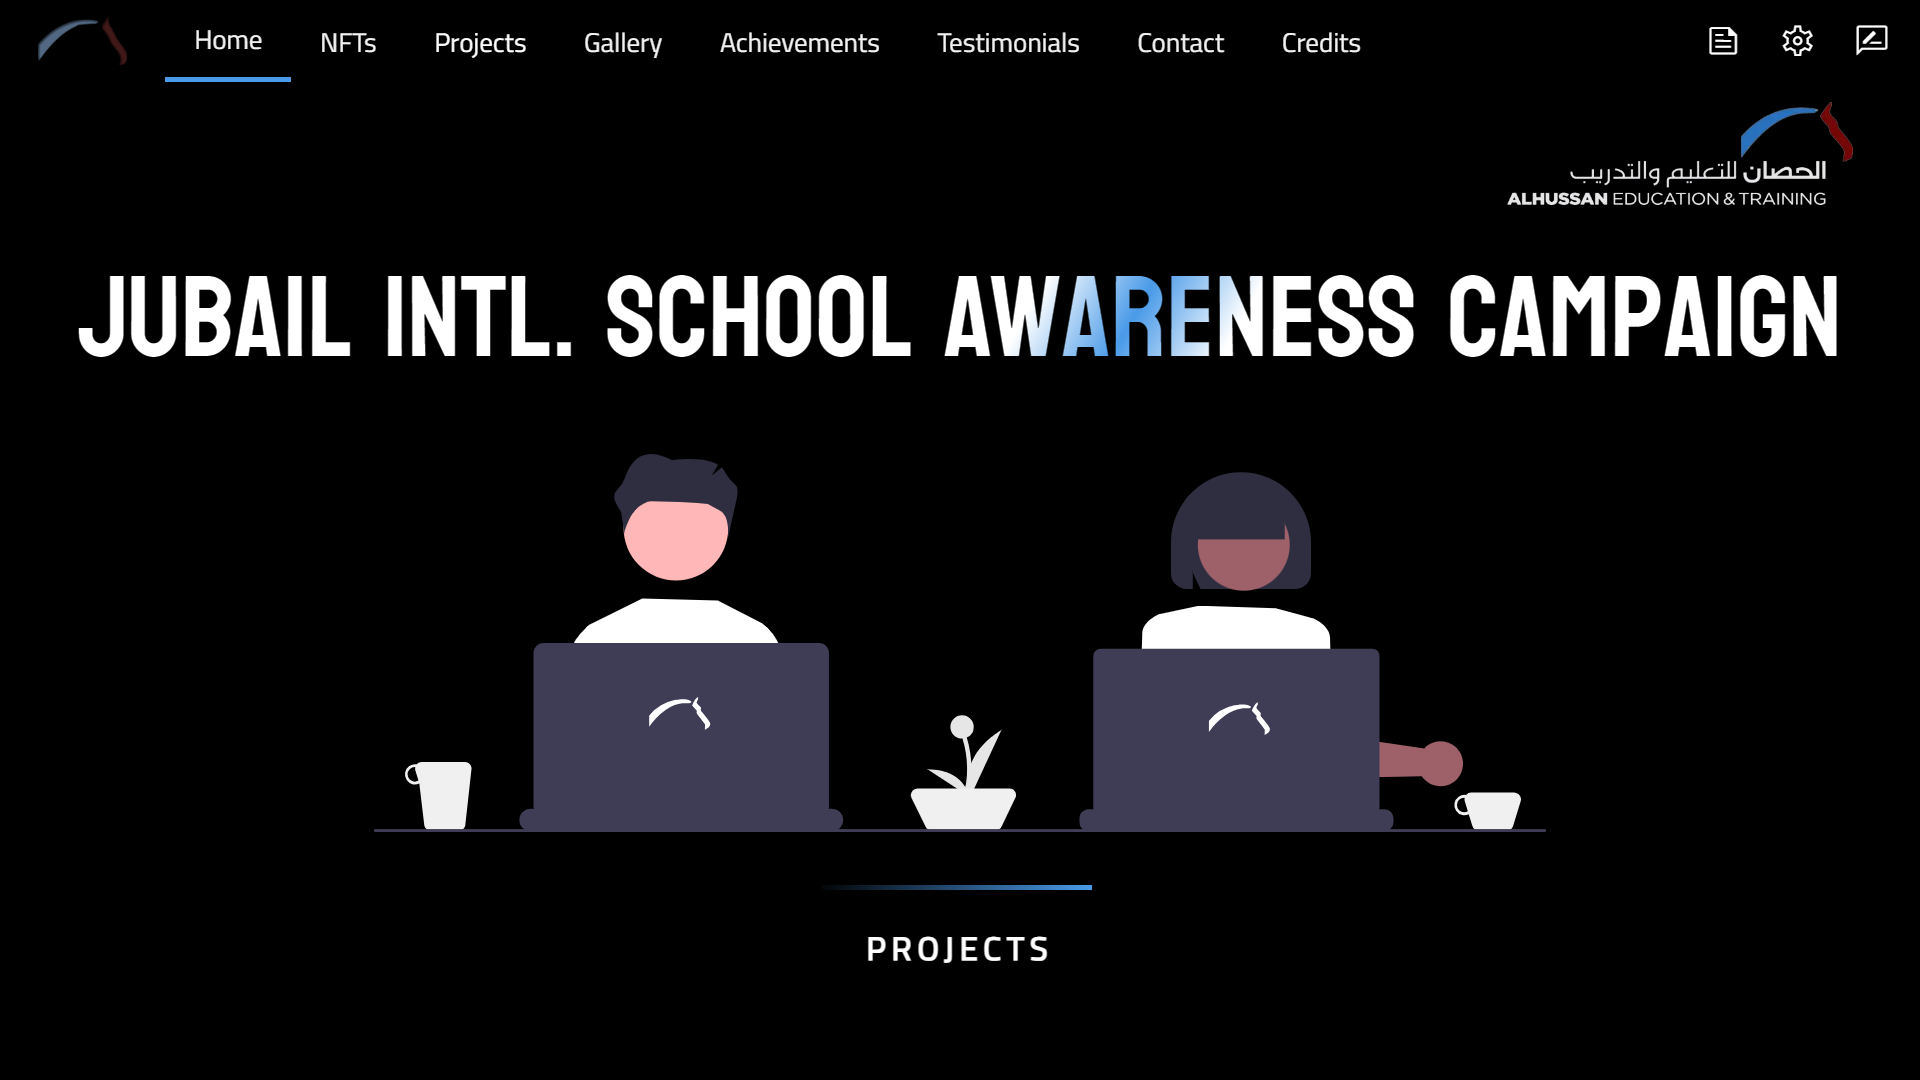 Home NFTs Projects Gallery Achievements Testimonials Contact Credits
الحصان للتعليم والتدريب
ALHUSSAN EDUCATION & TRAINING
JUBAIL INTL. SCHOOL AWARENESS CAMPAIGN
PROJECTS